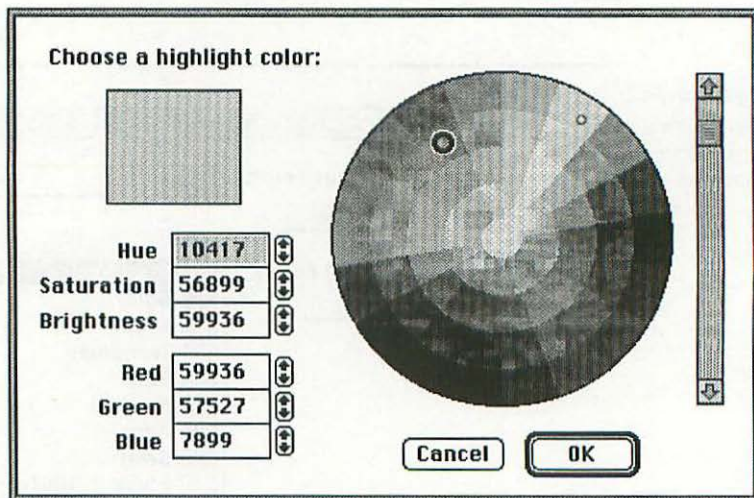 Choose a highlight color:
Hue 10417
Saturation 56899
Brightness 59936
Red 59936
Green 57527
Blue 7899
Cancel OK